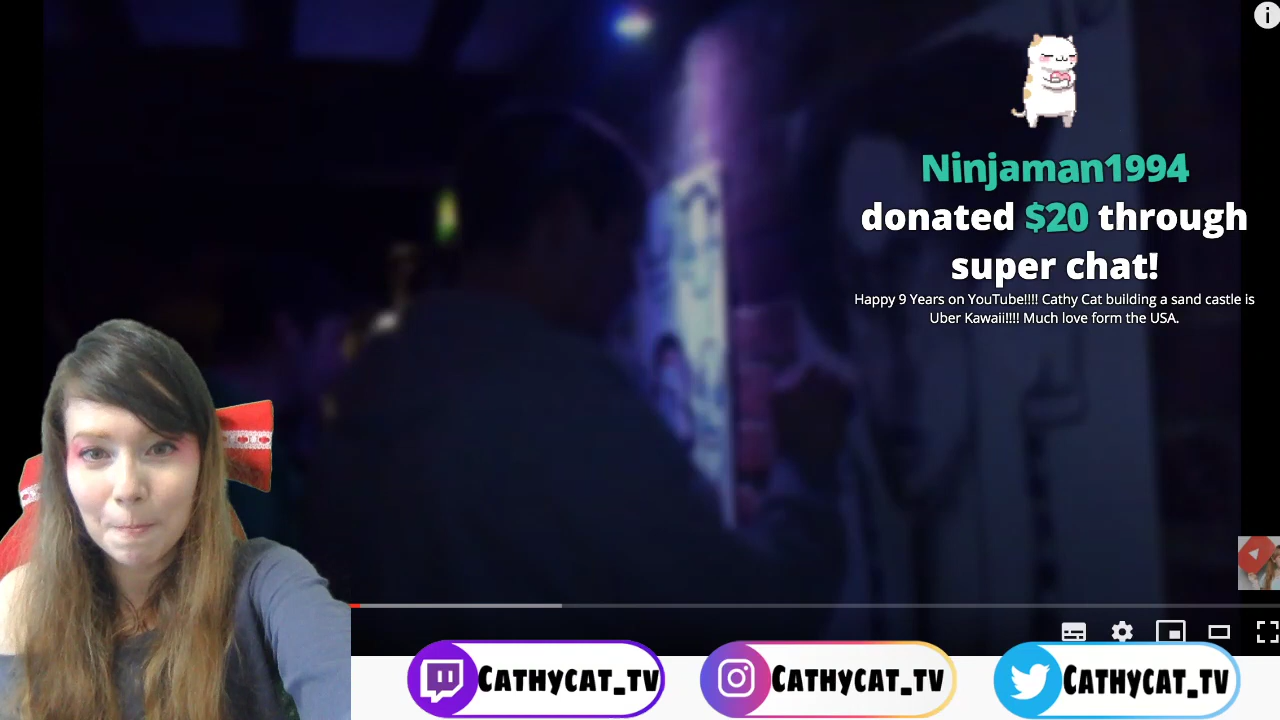 Ninjaman1994
donated $20 through
super chat!
Happy 9 Years on YouTube!!!! Cathy Cat building a sand castle is
Uber Kawaii!!!! Much love form the USA.
CATHYCAT_TV
CATHYCAT_TV
CATHYCAT_TV